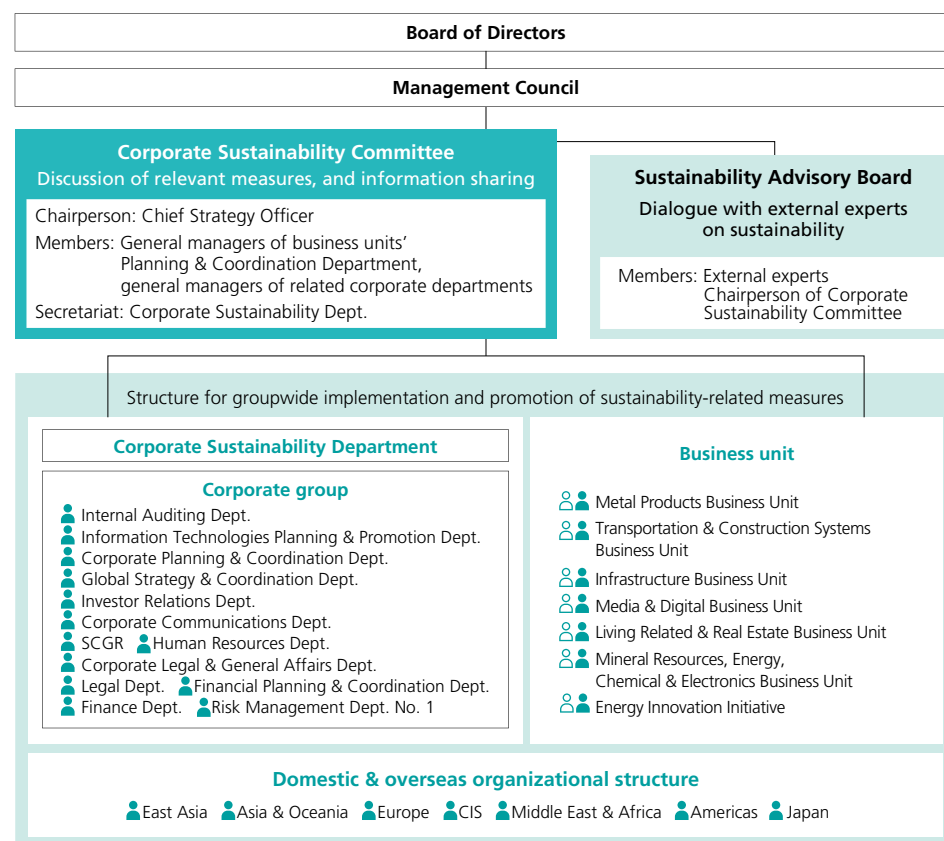 Board of Directors
Management Council
Corporate Sustainability Committee
Discussion of relevant measures, and information sharing
Chairperson: Chief Strategy Officer
Members: General managers of business units'
Planning & Coordination Department,
general managers of related corporate departments
Secretariat: Corporate Sustainability Dept.
Sustainability Advisory Board
Dialogue with external experts
on sustainability
Members: External experts
Chairperson of Corporate
Sustainability Committee
Structure for groupwide implementation and promotion of sustainability-related measures
Corporate Sustainability Department
Corporate group
Internal Auditing Dept.
Information Technologies Planning & Promotion Dept.
Corporate Planning & Coordination Dept.
Global Strategy & Coordination Dept.
Investor Relations Dept.
Corporate Communications Dept.
SCGR Human Resources Dept.
Corporate Legal & General Affairs Dept.
Legal Dept. Financial Planning & Coordination Dept.
Finance Dept. Risk Management Dept. No. 1
Business unit
Metal Products Business Unit
Transportation & Construction Systems
Business Unit
Infrastructure Business Unit
Media & Digital Business Unit
Living Related & Real Estate Business Unit
Mineral Resources, Energy,
Chemical & Electronics Business Unit
Energy Innovation Initiative
Domestic & overseas organizational structure
East Asia Asia & Oceania Europe CIS Middle East & Africa Americas Japan